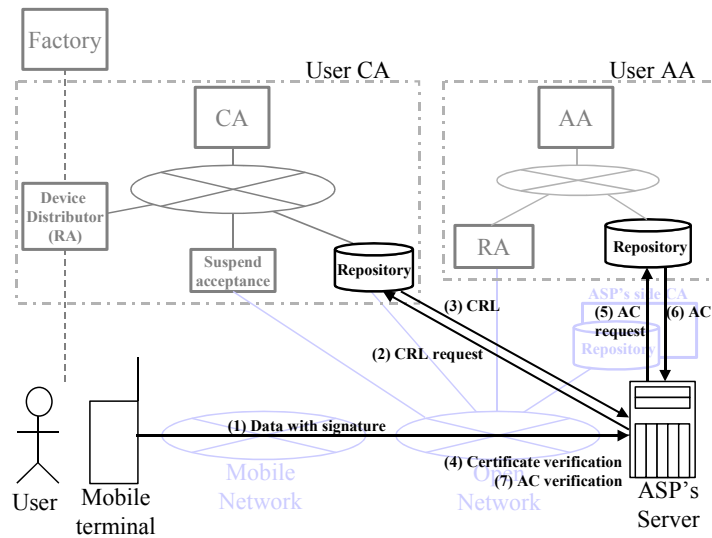 Factory
User CA
User AA
CA
AA
Device
Distributor
(RA)
Suspend
acceptance
Repository
RA
Repository
ASP's side CA
(3) CRL
(5) AC
request
(6) AC
(2) CRL request
Repository
(1) Data with signature
(4) Certificate verification
(7) AC verification
Mobile
Network
Open
Network
User
Mobile
terminal
ASP's
Server